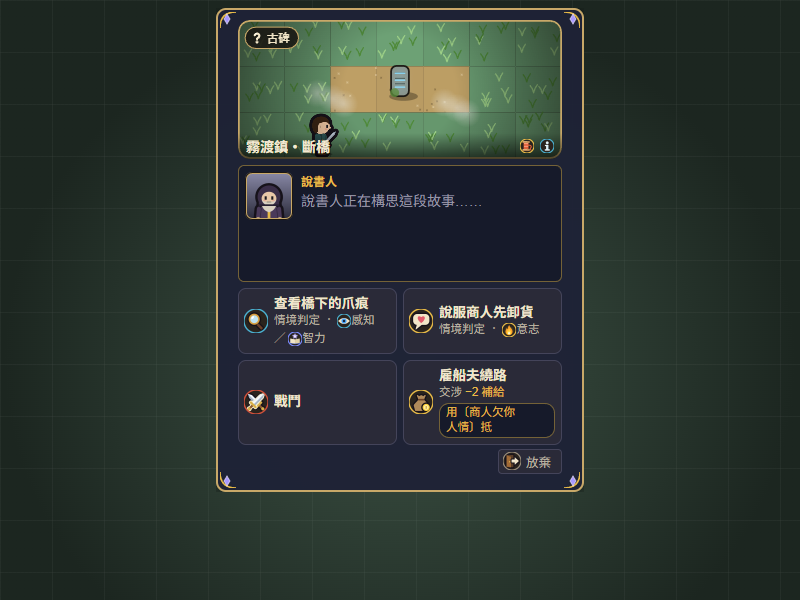 ? 古碑
霧渡鎮・斷橋
說書人
說書人正在構思這段故事……
查看橋下的爪痕
情境判定 · 感知
／智力
說服商人先卸貨
情境判定 · 意志
戰鬥
雇船夫繞路
交涉 −2 補給
用〔商人欠你
人情〕抵
放棄